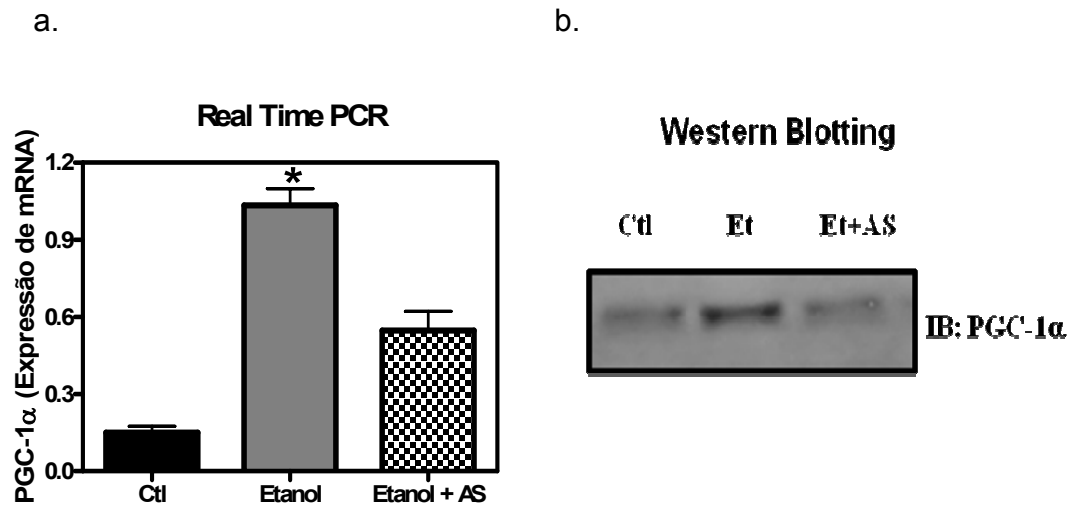 a.
b.
Real Time PCR
PGC-1α (Expressão de mRNA)
1.2
0.9
0.6
0.3
0.0
*
Ctl
Etanol
Etanol + AS
Western Blotting
Ctl Et Et+AS
IB: PGC-1α